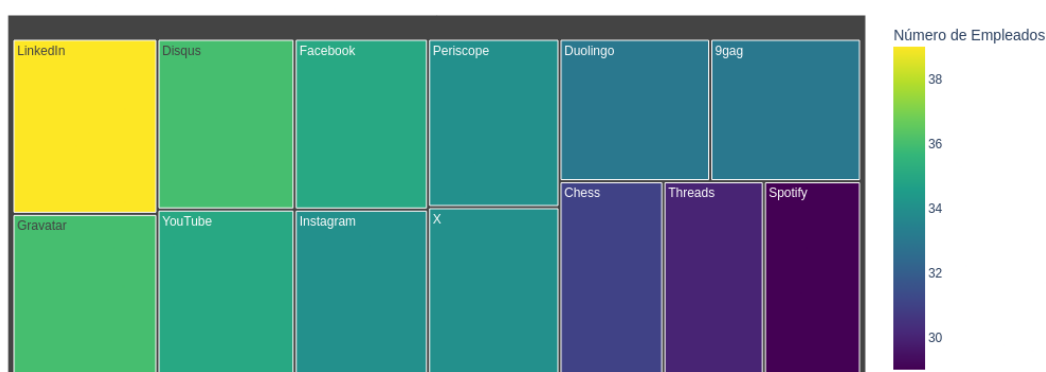 LinkedIn
Disqus
Facebook
Periscope
Duolingo
9gag
Gravatar
YouTube
Instagram
X
Chess
Threads
Spotify
Número de Empleados
38
36
34
32
30